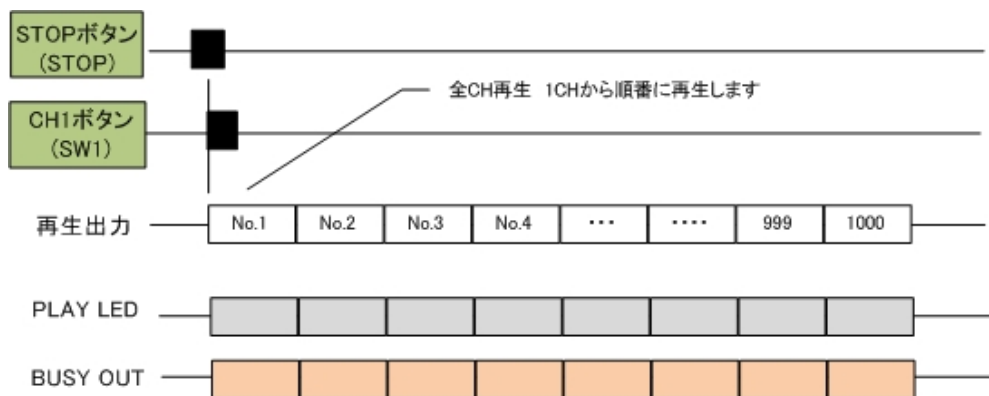 STOPボタン
(STOP)
全CH再生 1CHから順番に再生します
CH1ボタン
(SW1)
再生出力
No.1
No.2
No.3
No.4
・・・
・・・・
999
1000
PLAY LED
BUSY OUT